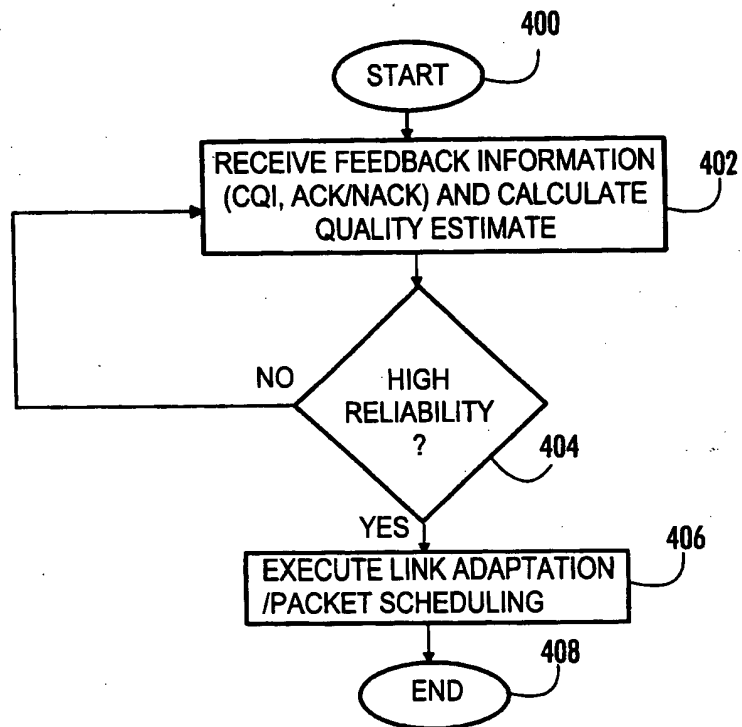 400
START
RECEIVE FEEDBACK INFORMATION
(CQI, ACK/NACK) AND CALCULATE
QUALITY ESTIMATE
402
NO
HIGH
RELIABILITY
?
404
YES
EXECUTE LINK ADAPTATION
/PACKET SCHEDULING
406
END
408